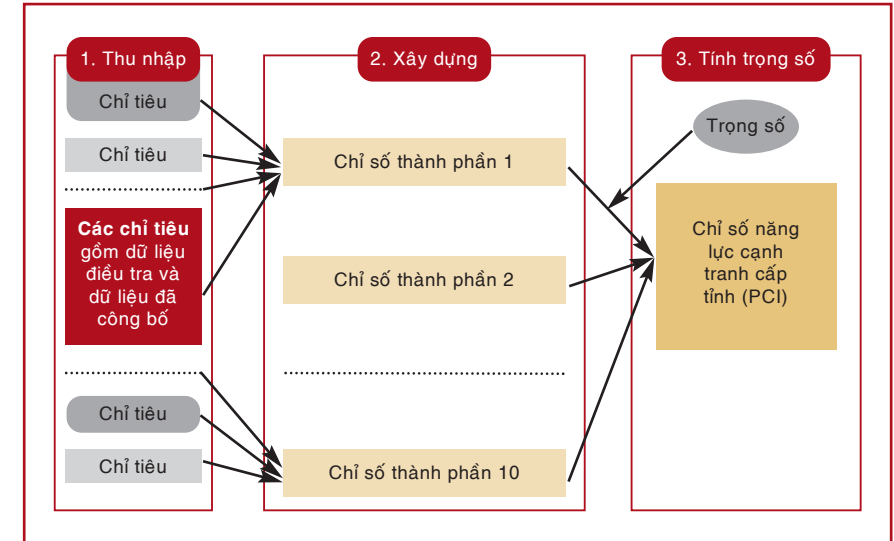 1. Thu nhập
Chỉ tiêu
Chỉ tiêu
Các chỉ tiêu
gồm dữ liệu
điều tra và
dữ liệu đã
công bố
Chỉ tiêu
Chỉ tiêu
2. Xây dựng
Chỉ số thành phần 1
Chỉ số thành phần 2
Chỉ số thành phần 10
3. Tính trọng số
Trọng số
Chỉ số năng
lực cạnh
tranh cấp
tỉnh (PCI)